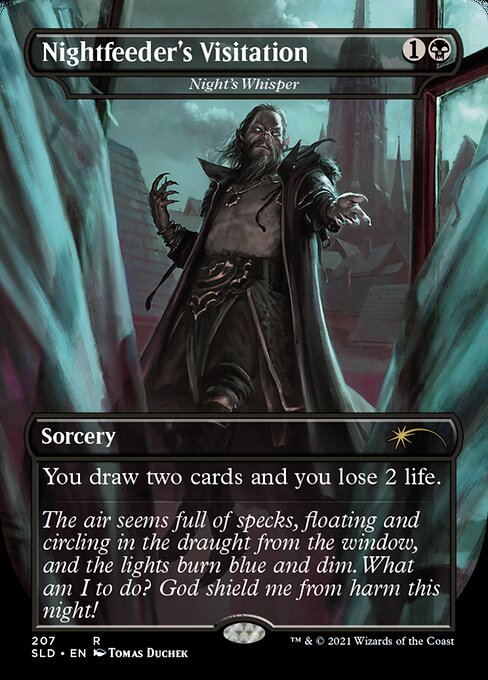 Nightfeeder's Visitation 1
Night's Whisper
Sorcery
You draw two cards and you lose 2 life.
The air seems full of specks, floating and
circling in the draught from the window,
and the lights burn blue and dim. What
am I to do? God shield me from harm this
night!
207 R ™ & © 2021 Wizards of the Coast
SLD • EN Tomas Duchek